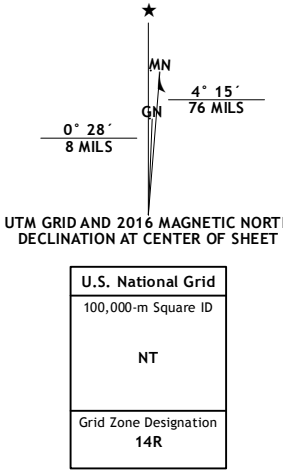 ★
MN
4° 15´
76 MILS
GN
0° 28´
8 MILS
UTM GRID AND 2016 MAGNETIC NORT
DECLINATION AT CENTER OF SHEET
U.S. National Grid
100,000-m Square ID
NT
Grid Zone Designation
14R